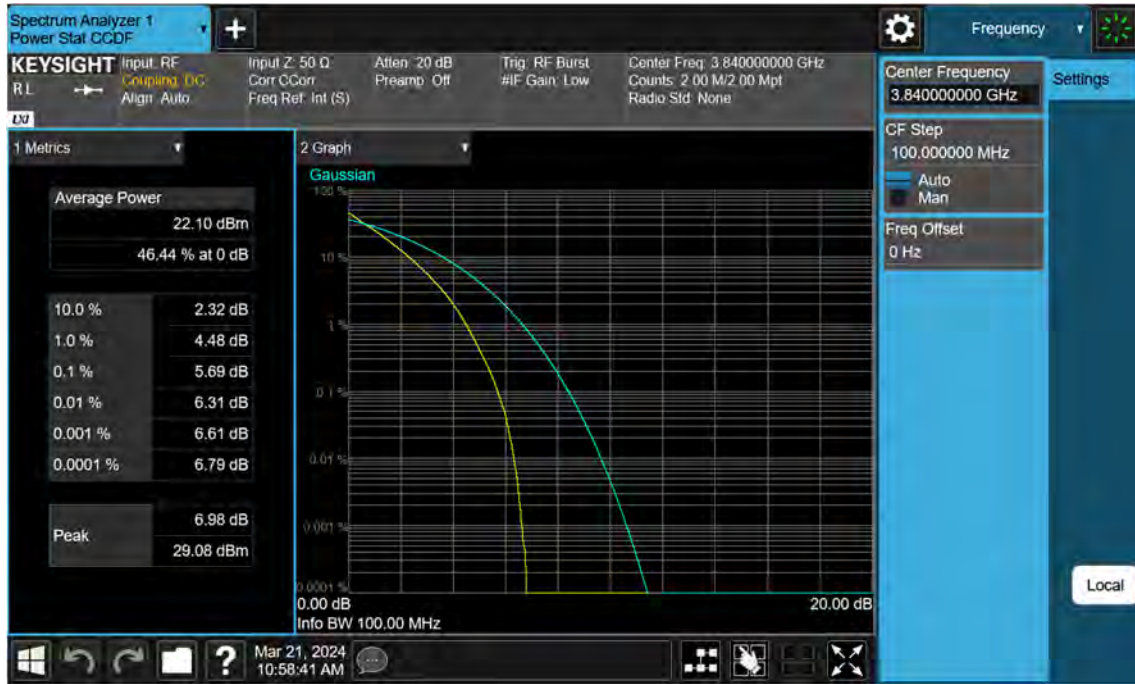 Spectrum Analyzer 1
Power Stat CCDF
+
Frequency
KEYSIGHT
RL
LXI
Input: RF
Coupling: DC
Align: Auto
Input Z: 50 Ω
Corr CCorr
Freq Ref: Int (S)
Atten: 20 dB
Preamp: Off
Trig: RF Burst
#IF Gain: Low
Center Freq: 3.840000000 GHz
Counts: 2.00 M/2.00 Mpt
Radio Std: None
Center Frequency
3.840000000 GHz
Settings
CF Step
100.000000 MHz
Auto
Man
Freq Offset
0 Hz
1 Metrics
Average Power
22.10 dBm
46.44 % at 0 dB
10.0 % 2.32 dB
1.0 % 4.48 dB
0.1 % 5.69 dB
0.01 % 6.31 dB
0.001 % 6.61 dB
0.0001 % 6.79 dB
Peak
6.98 dB
29.08 dBm
2 Graph
Gaussian
100 %
10 %
1 %
0.1 %
0.01 %
0.001 %
0.0001 %
0.00 dB 20.00 dB
Info BW 100.00 MHz
Local
?
Mar 21, 2024
10:58:41 AM